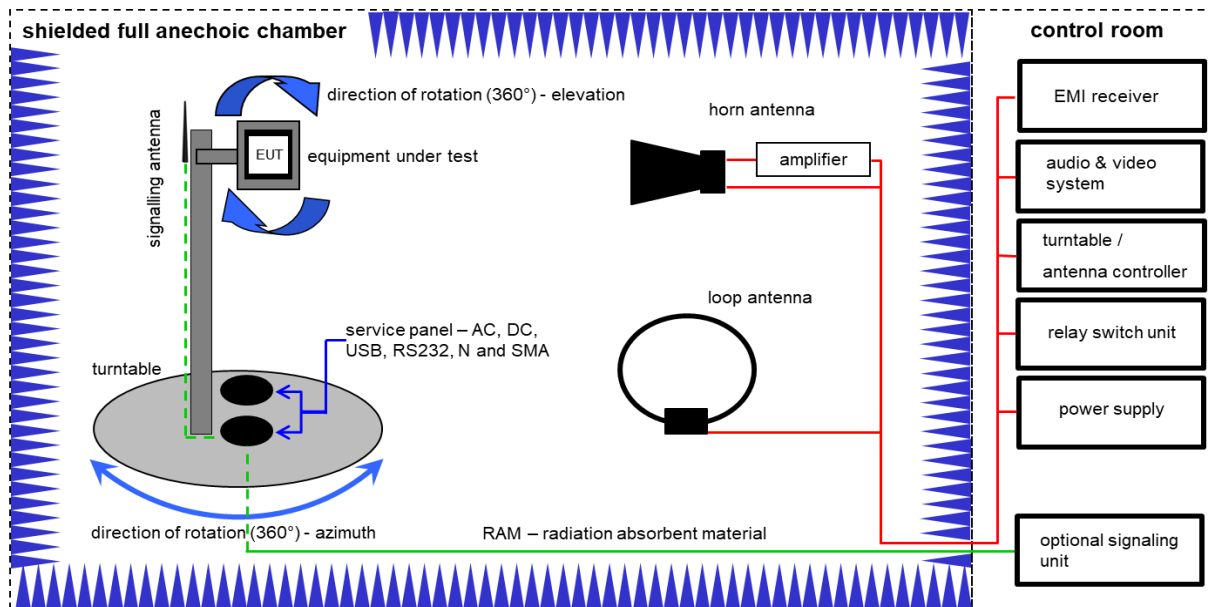 shielded full anechoic chamber
control room
direction of rotation (360°) - elevation
signalling antenna
EUT
equipment under test
horn antenna
amplifier
EMI receiver
audio & video
system
turntable /
antenna controller
loop antenna
relay switch unit
service panel – AC, DC,
USB, RS232, N and SMA
turntable
power supply
direction of rotation (360°) - azimuth
RAM – radiation absorbent material
optional signaling
unit